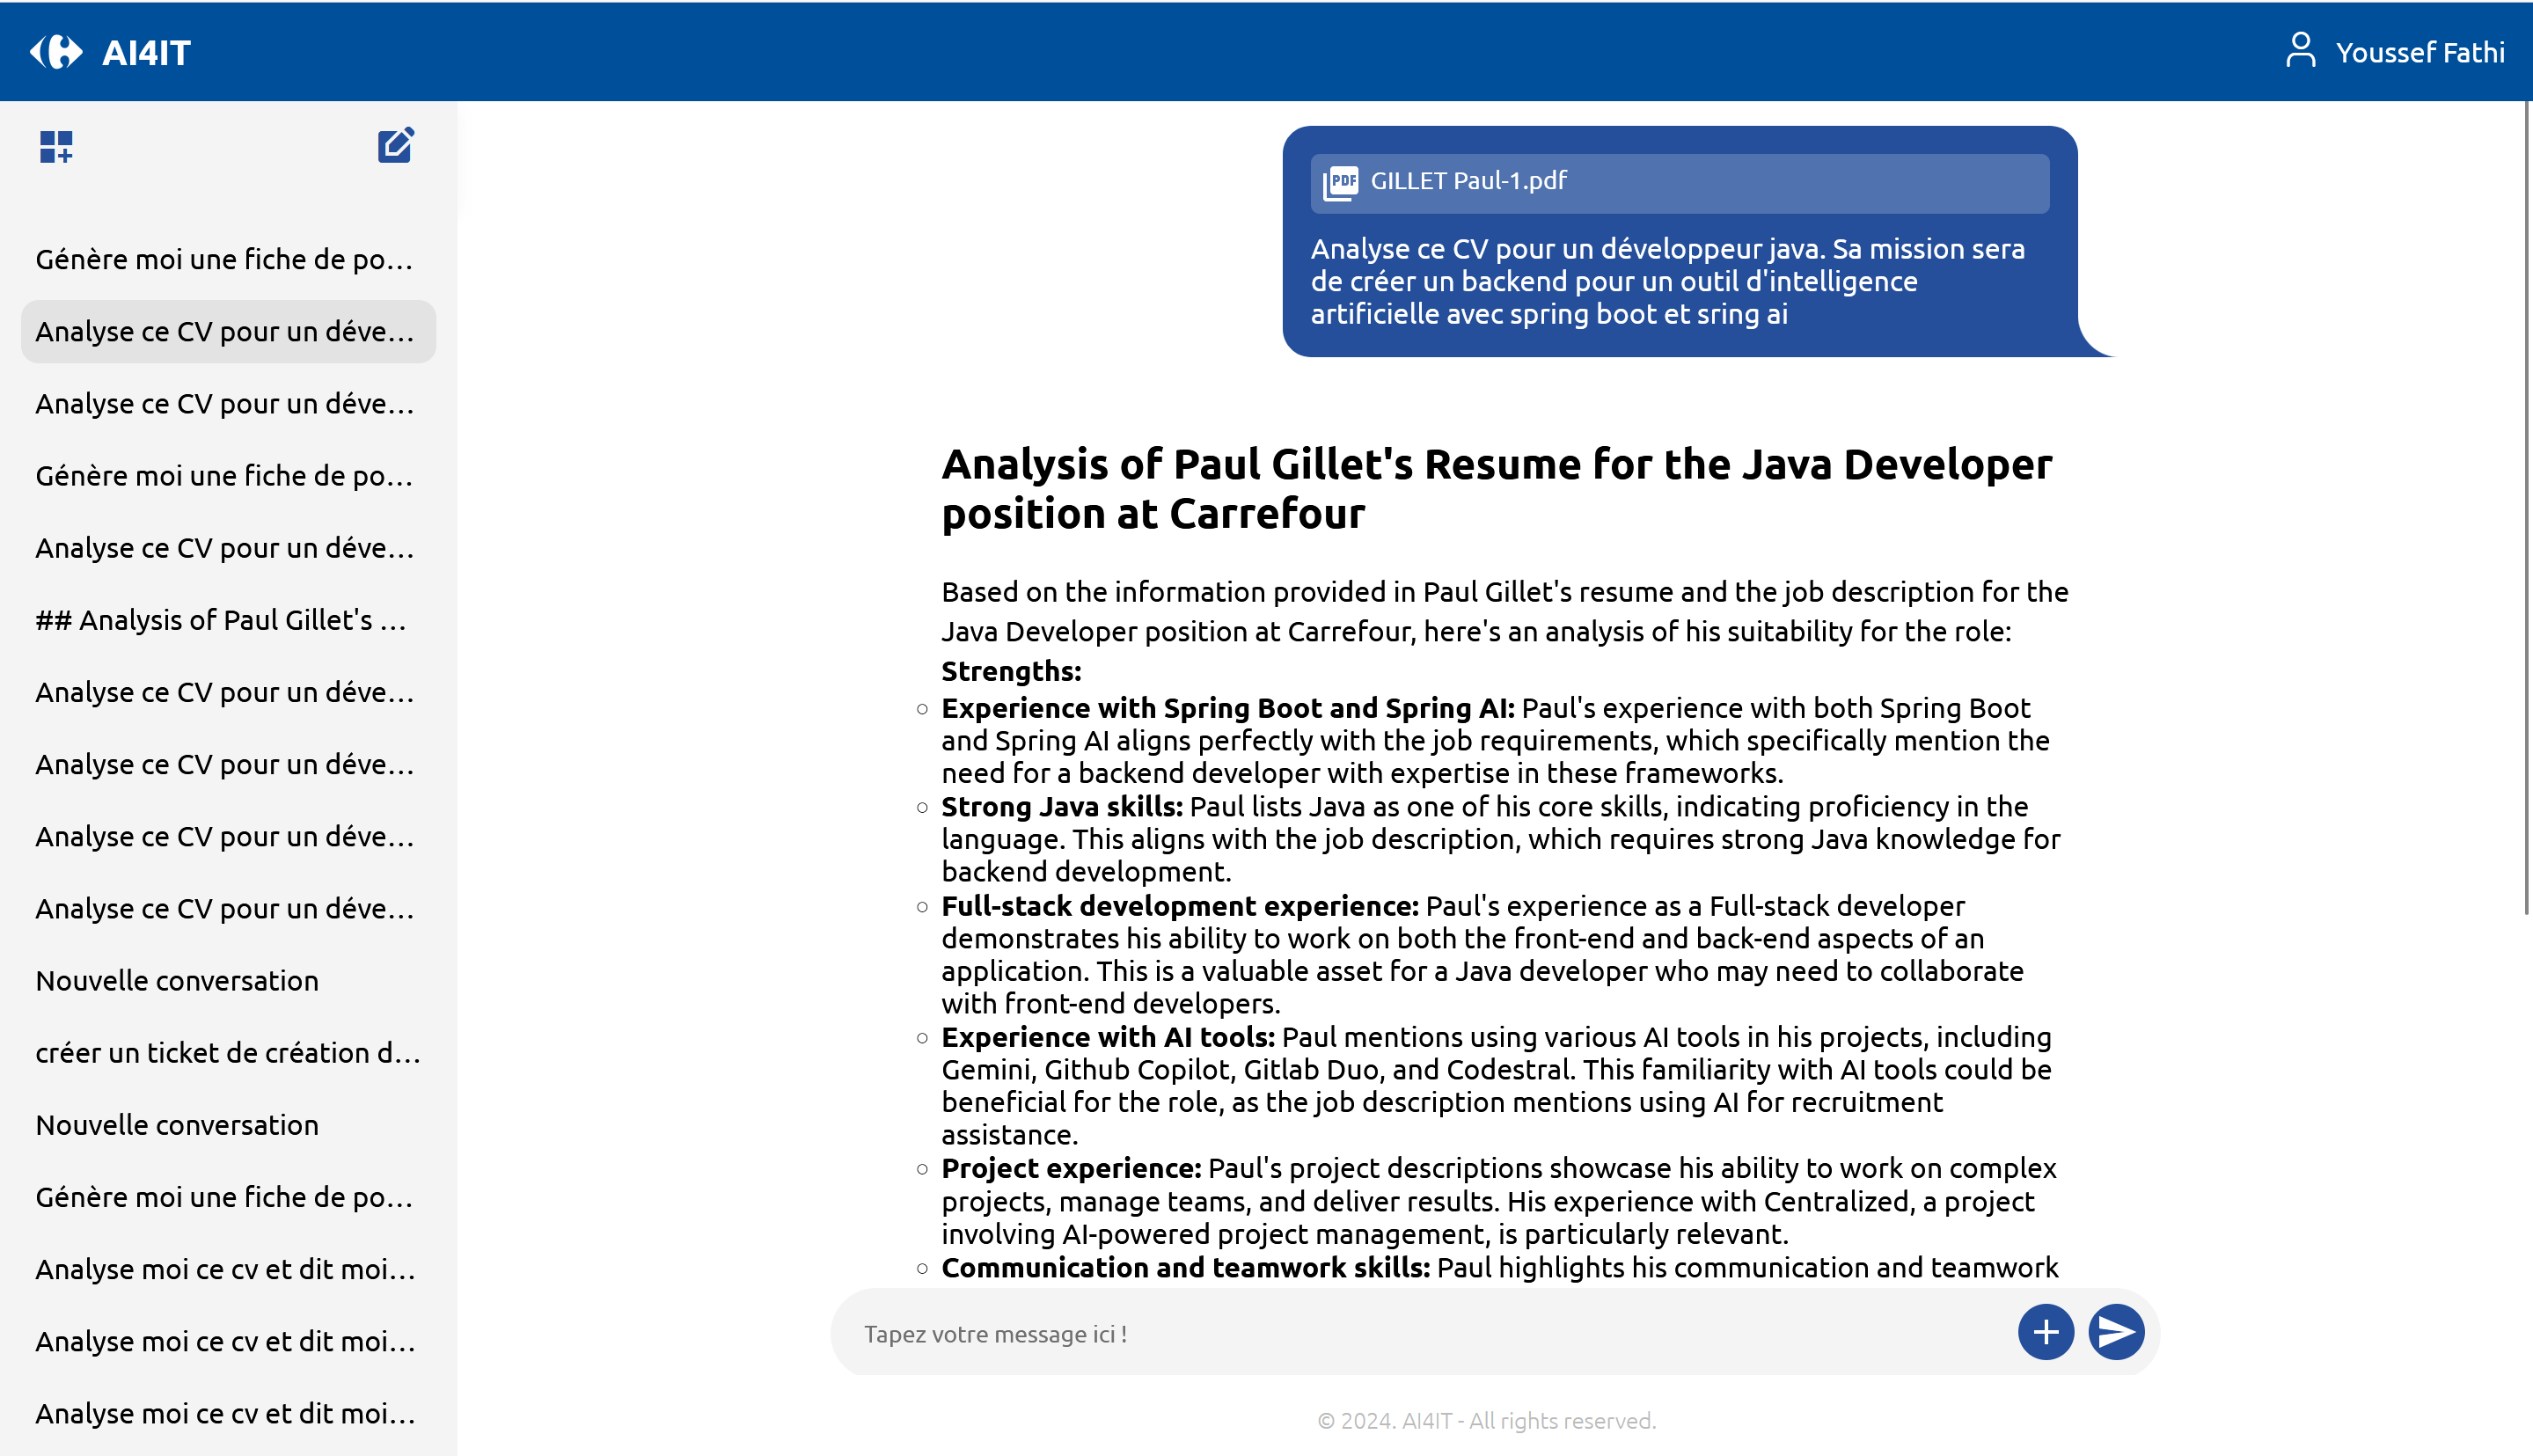 AI4IT
Youssef Fathi
Génère moi une fiche de po...
Analyse ce CV pour un déve...
Analyse ce CV pour un déve...
Génère moi une fiche de po...
Analyse ce CV pour un déve...
## Analysis of Paul Gillet's ...
Analyse ce CV pour un déve...
Analyse ce CV pour un déve...
Analyse ce CV pour un déve...
Analyse ce CV pour un déve...
Nouvelle conversation
créer un ticket de création d...
Nouvelle conversation
Génère moi une fiche de po...
Analyse moi ce cv et dit moi...
Analyse moi ce cv et dit moi...
Analyse moi ce cv et dit moi...
PDF GILLET Paul-1.pdf
Analyse ce CV pour un développeur java. Sa mission sera
de créer un backend pour un outil d'intelligence
artificielle avec spring boot et sring ai
Analysis of Paul Gillet's Resume for the Java Developer
position at Carrefour
Based on the information provided in Paul Gillet's resume and the job description for the
Java Developer position at Carrefour, here's an analysis of his suitability for the role:
Strengths:
Experience with Spring Boot and Spring AI: Paul's experience with both Spring Boot
and Spring AI aligns perfectly with the job requirements, which specifically mention the
need for a backend developer with expertise in these frameworks.
Strong Java skills: Paul lists Java as one of his core skills, indicating proficiency in the
language. This aligns with the job description, which requires strong Java knowledge for
backend development.
Full-stack development experience: Paul's experience as a Full-stack developer
demonstrates his ability to work on both the front-end and back-end aspects of an
application. This is a valuable asset for a Java developer who may need to collaborate
with front-end developers.
Experience with AI tools: Paul mentions using various AI tools in his projects, including
Gemini, Github Copilot, Gitlab Duo, and Codestral. This familiarity with AI tools could be
beneficial for the role, as the job description mentions using AI for recruitment
assistance.
Project experience: Paul's project descriptions showcase his ability to work on complex
projects, manage teams, and deliver results. His experience with Centralized, a project
involving AI-powered project management, is particularly relevant.
Communication and teamwork skills: Paul highlights his communication and teamwork
Tapez votre message ici !
© 2024. AI4IT - All rights reserved.